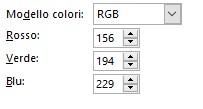 Modello colori: RGB
Rosso: 156
Verde: 194
Blu: 229